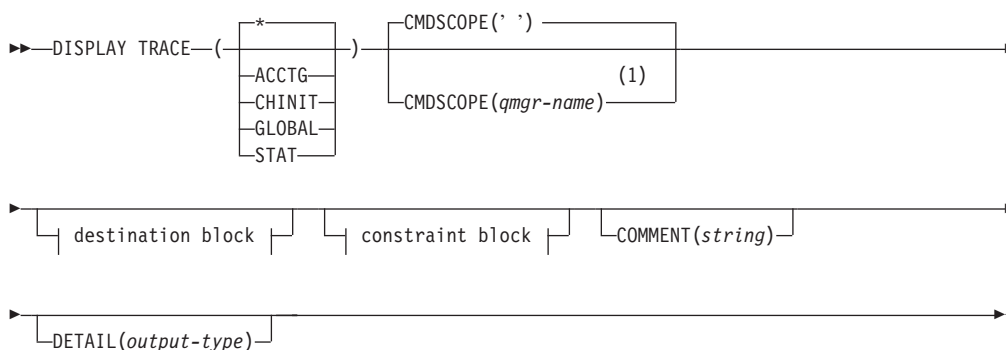 *
CMDSCOPE(' ')
DISPLAY TRACE ( )
(1)
ACCTG
CHINIT
CMDSCOPE(qmgr-name)
GLOBAL
STAT
destination block
constraint block
COMMENT(string)
DETAIL(output-type)